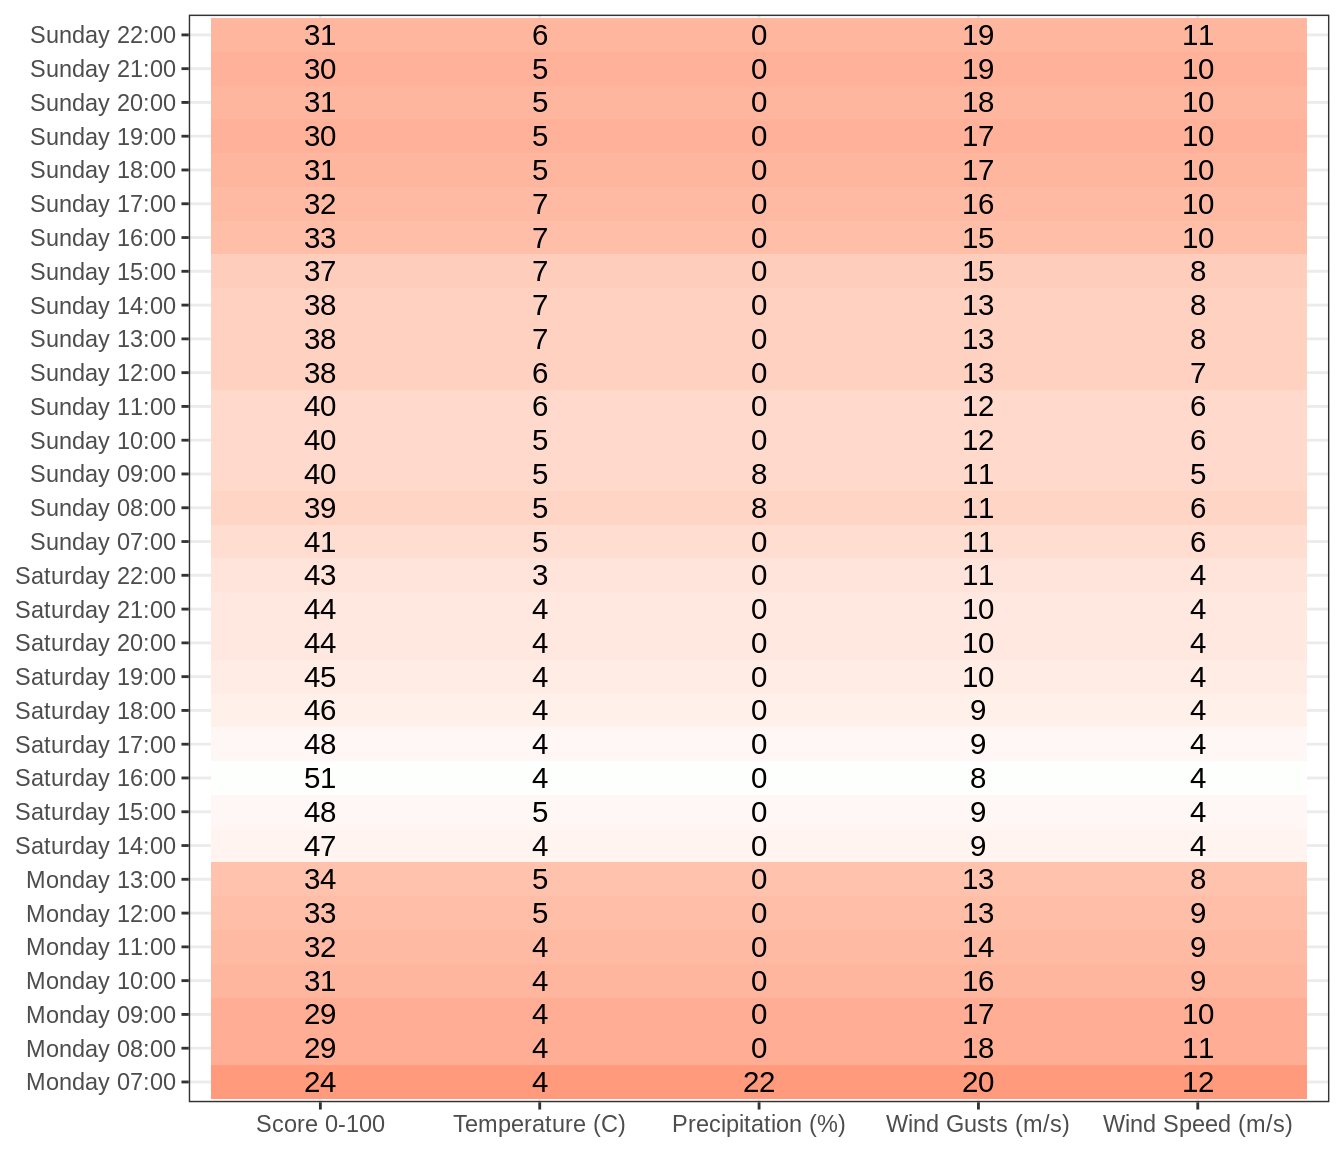 Sunday 22:00 31 6 0 19 11
Sunday 21:00 30 5 0 19 10
Sunday 20:00 31 5 0 18 10
Sunday 19:00 30 5 0 17 10
Sunday 18:00 31 5 0 17 10
Sunday 17:00 32 7 0 16 10
Sunday 16:00 33 7 0 15 10
Sunday 15:00 37 7 0 15 8
Sunday 14:00 38 7 0 13 8
Sunday 13:00 38 7 0 13 8
Sunday 12:00 38 6 0 13 7
Sunday 11:00 40 6 0 12 6
Sunday 10:00 40 5 0 12 6
Sunday 09:00 40 5 8 11 5
Sunday 08:00 39 5 8 11 6
Sunday 07:00 41 5 0 11 6
Saturday 22:00 43 3 0 11 4
Saturday 21:00 44 4 0 10 4
Saturday 20:00 44 4 0 10 4
Saturday 19:00 45 4 0 10 4
Saturday 18:00 46 4 0 9 4
Saturday 17:00 48 4 0 9 4
Saturday 16:00 51 4 0 8 4
Saturday 15:00 48 5 0 9 4
Saturday 14:00 47 4 0 9 4
Monday 13:00 34 5 0 13 8
Monday 12:00 33 5 0 13 9
Monday 11:00 32 4 0 14 9
Monday 10:00 31 4 0 16 9
Monday 09:00 29 4 0 17 10
Monday 08:00 29 4 0 18 11
Monday 07:00 24 4 22 20 12
Score 0-100 Temperature (C) Precipitation (%) Wind Gusts (m/s) Wind Speed (m/s)